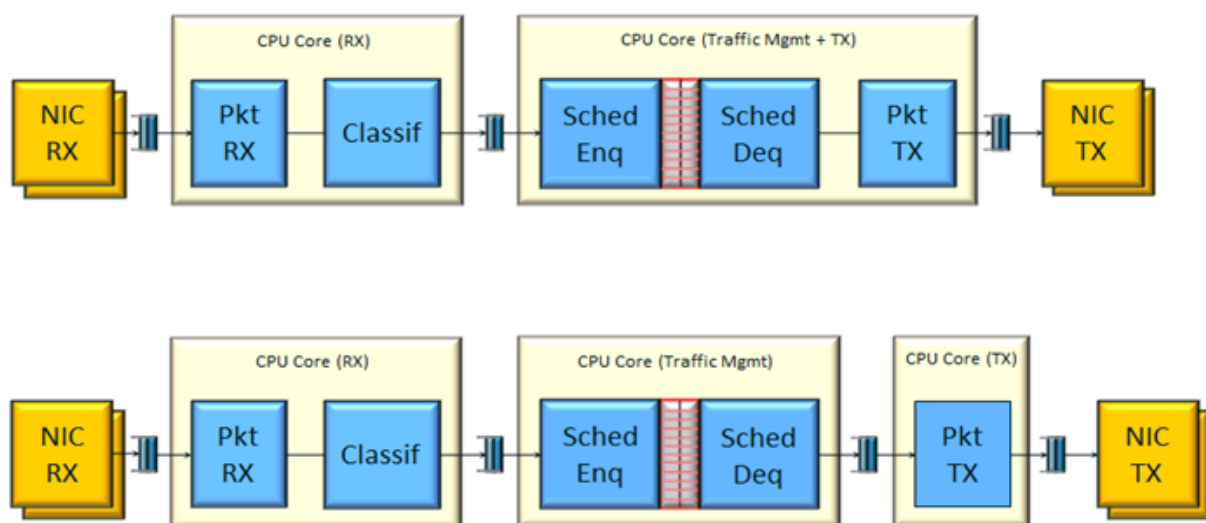 CPU Core (RX)
CPU Core (Traffic Mgmt + TX)
NIC
RX
Pkt
RX
Classif
Sched
Enq
Sched
Deq
Pkt
TX
NIC
TX
CPU Core (RX)
CPU Core (Traffic Mgmt)
CPU Core (TX)
NIC
RX
Pkt
RX
Classif
Sched
Enq
Sched
Deq
Pkt
TX
NIC
TX